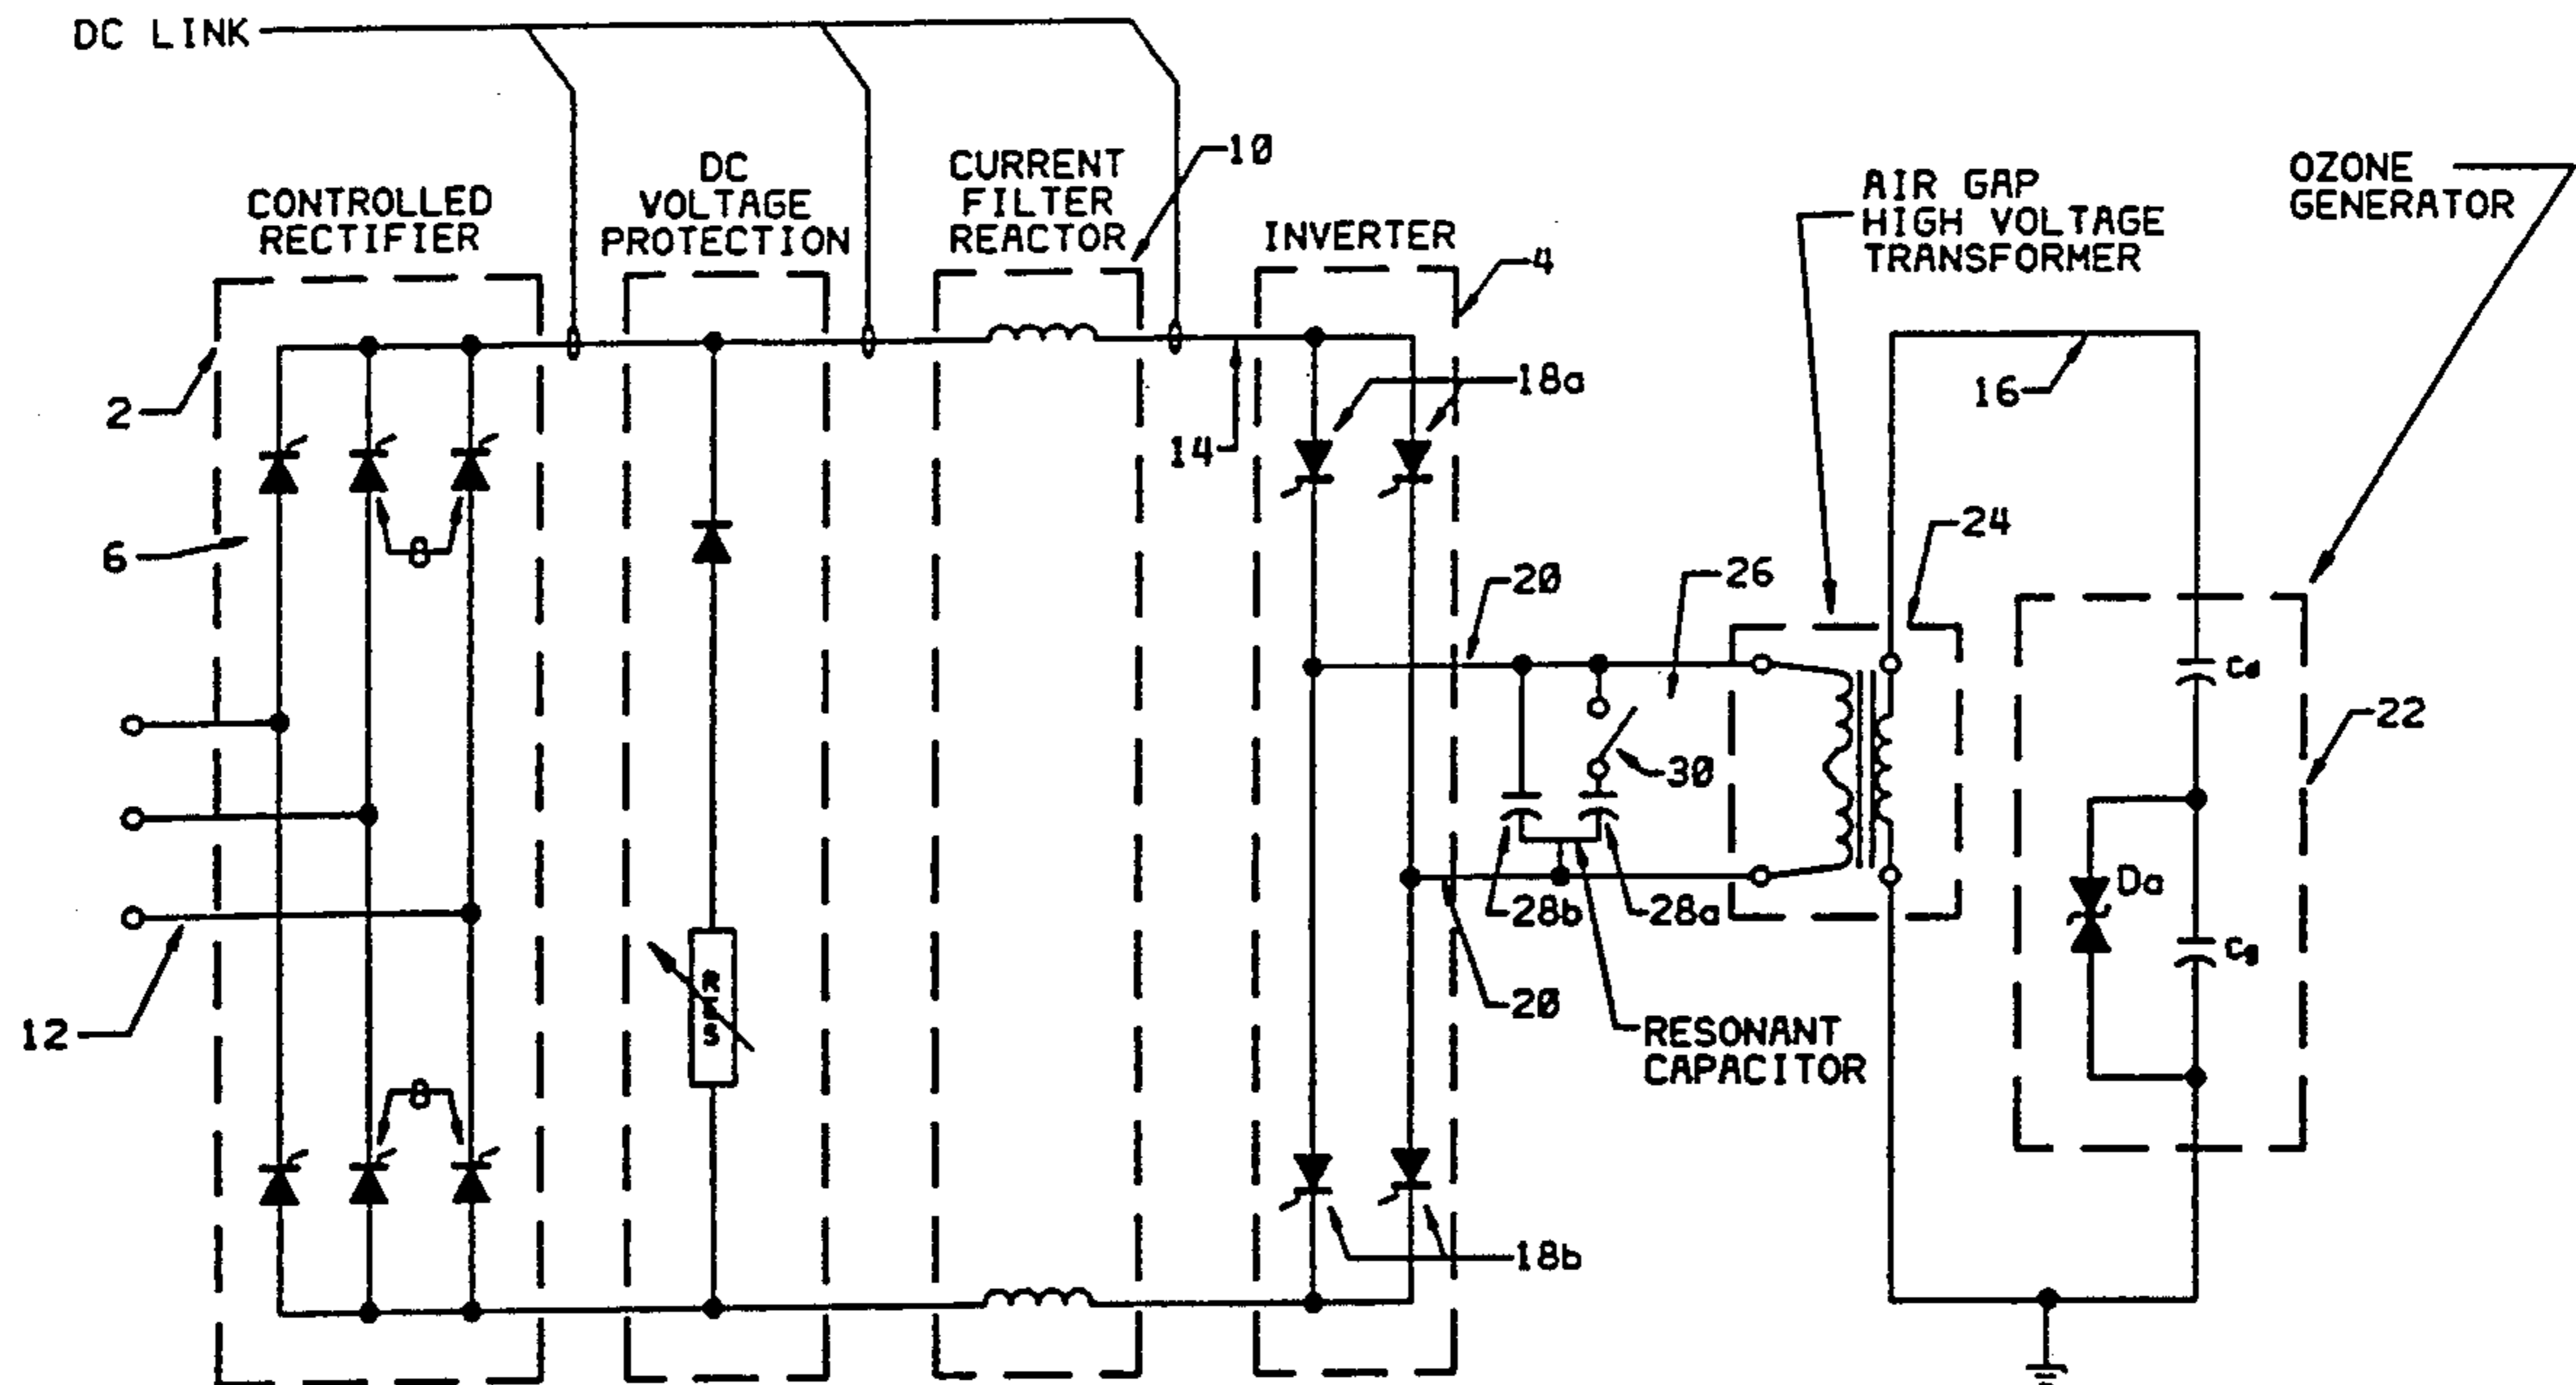 DC LINK
CONTROLLED
RECTIFIER
DC
VOLTAGE
PROTECTION
CURRENT
FILTER
REACTOR
10
INVERTER
4
AIR GAP
HIGH VOLTAGE
TRANSFORMER
OZONE
GENERATOR
2
18a
16
14
6
8
24
20
26
Cd
22
30
Da
28b
28a
Cg
RES
20
12
RESONANT
CAPACITOR
8
18b